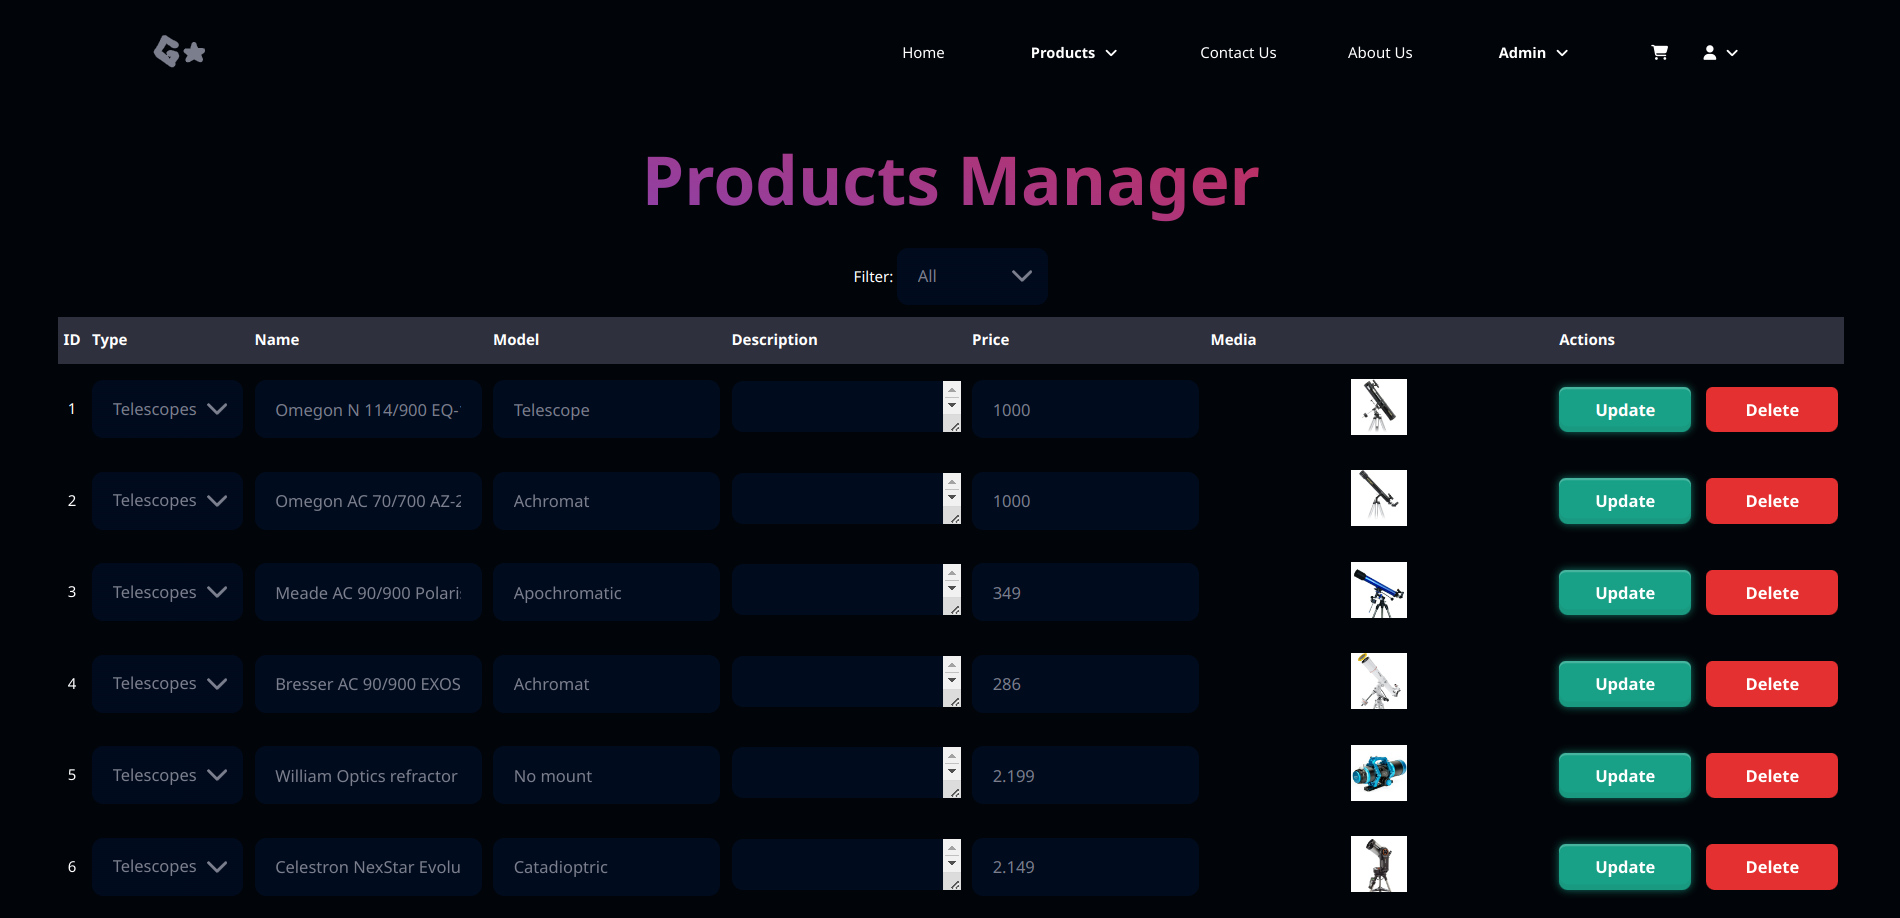 G
Home Products Contact Us About Us Admin
Products Manager
Filter: All
ID Type Name Model Description Price Media Actions
1 Telescopes Omegon N 114/900 EQ- Telescope 1000 Update Delete
2 Telescopes Omegon AC 70/700 AZ-2 Achromat 1000 Update Delete
3 Telescopes Meade AC 90/900 Polaris Apochromatic 349 Update Delete
4 Telescopes Bresser AC 90/900 EXOS Achromat 286 Update Delete
5 Telescopes William Optics refractor No mount 2.199 Update Delete
6 Telescopes Celestron NexStar Evolu Catadioptric 2.149 Update Delete